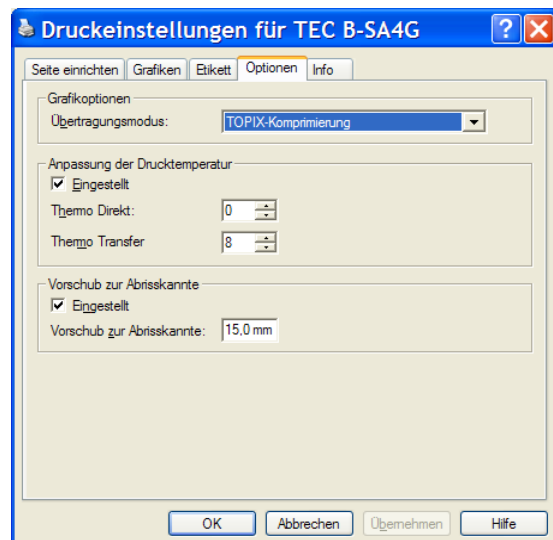 Druckeinstellungen für TEC B-SA4G
Seite einrichten Grafiken Etikett Optionen Info
Grafikoptionen
Übertragungsmodus: TOPIX-Komprimierung
Anpassung der Drucktemperatur
Eingestellt
Thermo Direkt: 0
Thermo Transfer 8
Vorschub zur Abrisskannte
Eingestellt
Vorschub zur Abrisskannte: 15,0 mm
OK Abbrechen Übernehmen Hilfe